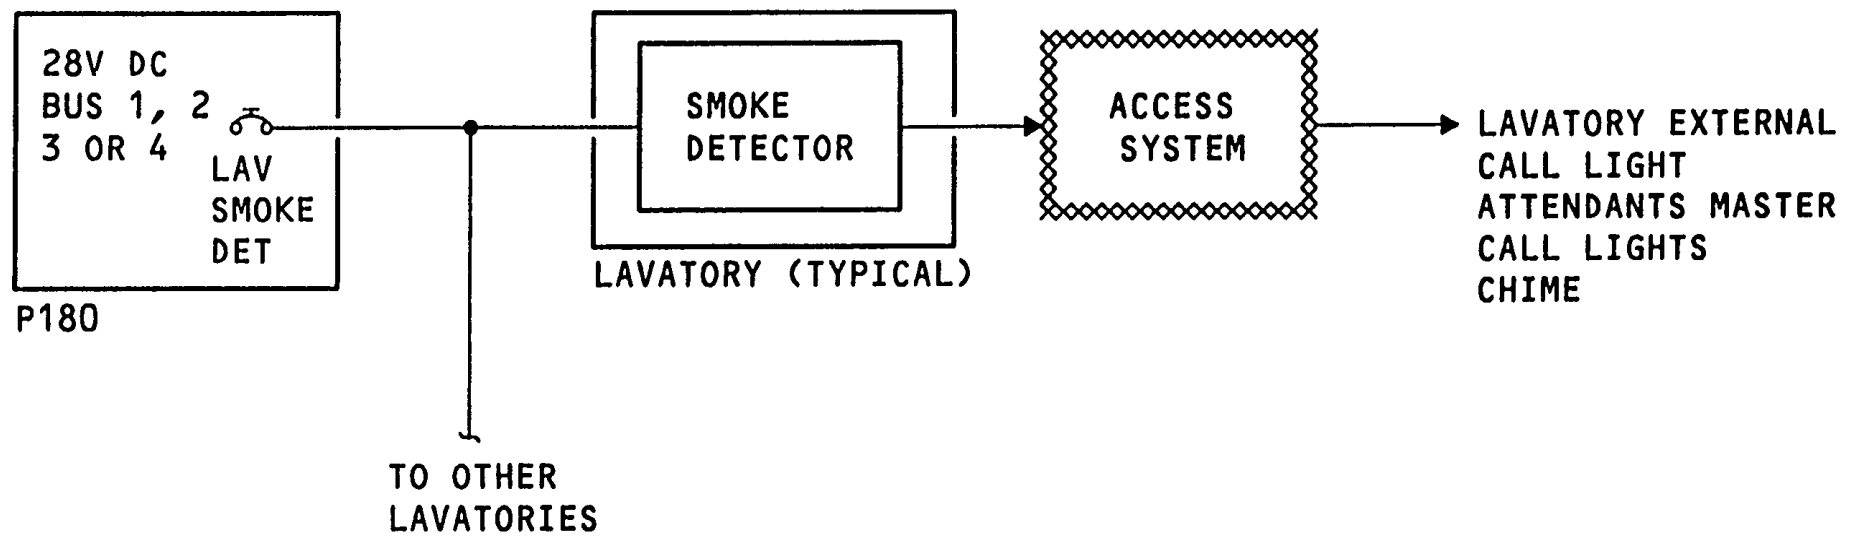 28V DC
BUS 1, 2
3 OR 4
LAV
SMOKE
DET
P180
TO OTHER
LAVATORIES
SMOKE
DETECTOR
LAVATORY (TYPICAL)
ACCESS
SYSTEM
LAVATORY EXTERNAL
CALL LIGHT
ATTENDANTS MASTER
CALL LIGHTS
CHIME